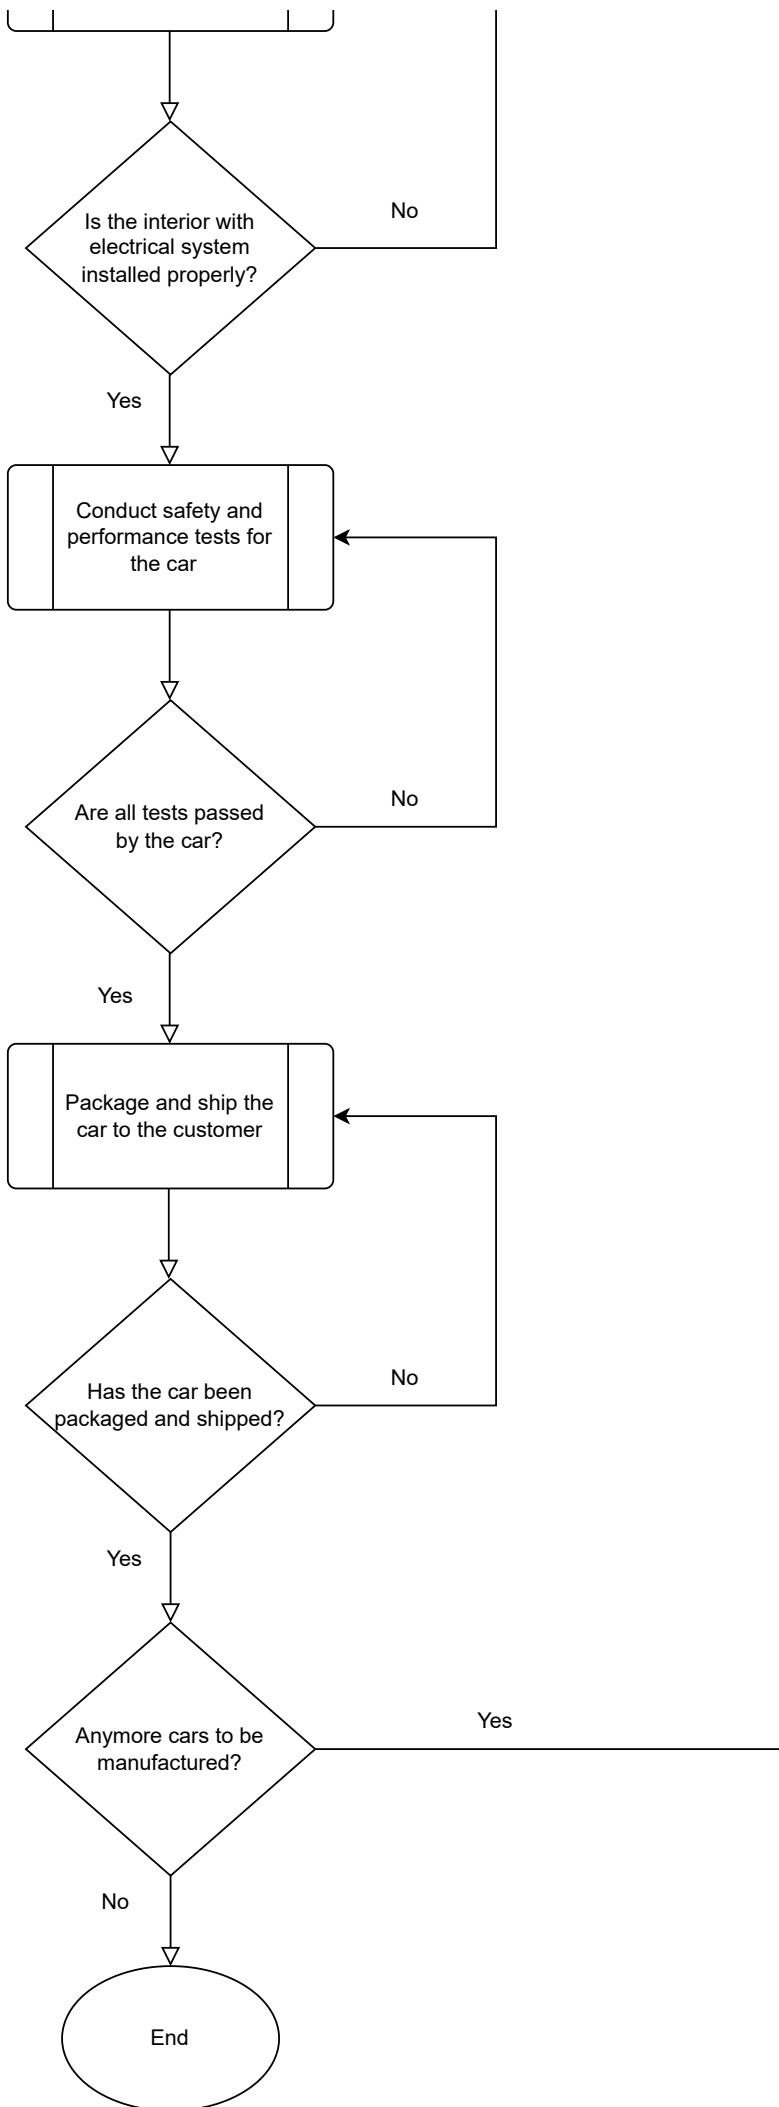 Is the interior with
electrical system
installed properly?
No
Yes
Conduct safety and
performance tests for
the car
Are all tests passed
by the car?
No
Yes
Package and ship the
car to the customer
Has the car been
packaged and shipped?
No
Yes
Anymore cars to be
manufactured?
Yes
No
End